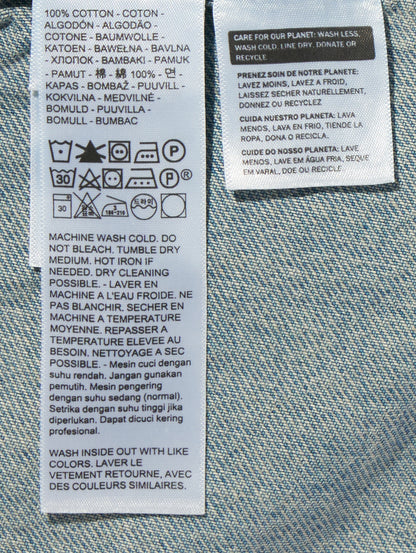 100% COTTON - COTON -
ALGODÓN - ALGODÃO -
COTONE - BAUMWOLLE -
KATOEN - BAWEŁNA - BAVLNA
- ХЛОПОК - BAMBAKI - PAMUK
- PAMUT - 棉 - 綿 100% - 면 -
KAPAS - BOMBAŽ - PUUVILL -
KOKVILNA - MEDVILNĖ -
BOMULD - PUUVILLA -
BOMULL - BUMBAC
P
30 P ®
30 3 드라이
MACHINE WASH COLD. DO
NOT BLEACH. TUMBLE DRY
MEDIUM. HOT IRON IF
NEEDED. DRY CLEANING
POSSIBLE. - LAVER EN
MACHINE A L'EAU FROIDE. NE
PAS BLANCHIR. SECHER EN
MACHINE A TEMPERATURE
MOYENNE. REPASSER A
TEMPERATURE ELEVEE AU
BESOIN. NETTOYAGE A SEC
POSSIBLE. - Mesin cuci dengan
suhu rendah. Jangan gunakan
pemutih. Mesin pengering
dengan suhu sedang (normal).
Setrika dengan suhu tinggi jika
diperlukan. Dapat dicuci kering
profesional.
WASH INSIDE OUT WITH LIKE
COLORS. LAVER LE
VETEMENT RETOURNE, AVEC
DES COULEURS SIMILAIRES.
CARE FOR OUR PLANET: WASH LESS,
WASH COLD, LINE DRY, DONATE OR
RECYCLE
PRENEZ SOIN DE NOTRE PLANETE:
LAVEZ MOINS, LAVEZ A FROID,
LAISSEZ SECHER NATURELLEMENT,
DONNEZ OU RECYCLEZ
CUIDA NUESTRO PLANETA: LAVA
MENOS, LAVA EN FRIO, TIENDE LA
ROPA, DONA O RECICLA.
CUIDA DO NOSSO PLANETA: LAVE
MENOS, LAVE EM ÁGUA FRIA, SEQUE
EM VARAL, DOE OU RECICLE.